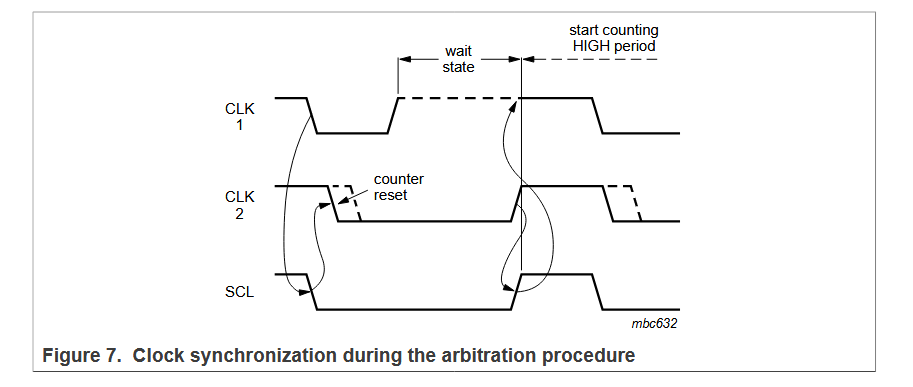 start counting
HIGH period
wait
state
CLK
1
counter
reset
CLK
2
SCL
mbc632
Figure 7. Clock synchronization during the arbitration procedure